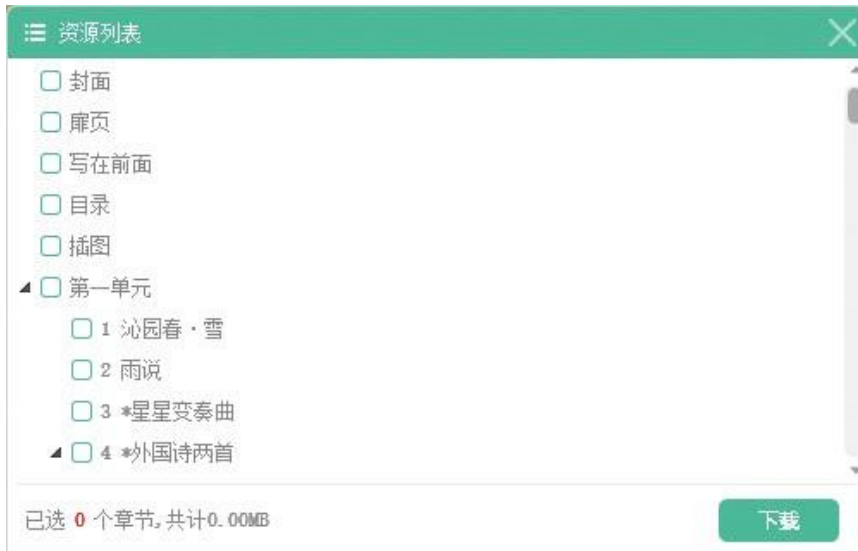 资源列表
封面
扉页
写在前面
目录
插图
第一单元
1 沁园春·雪
2 雨说
3 *星星变奏曲
4 *外国诗两首
已选 0 个章节,共计0.00MB
下载